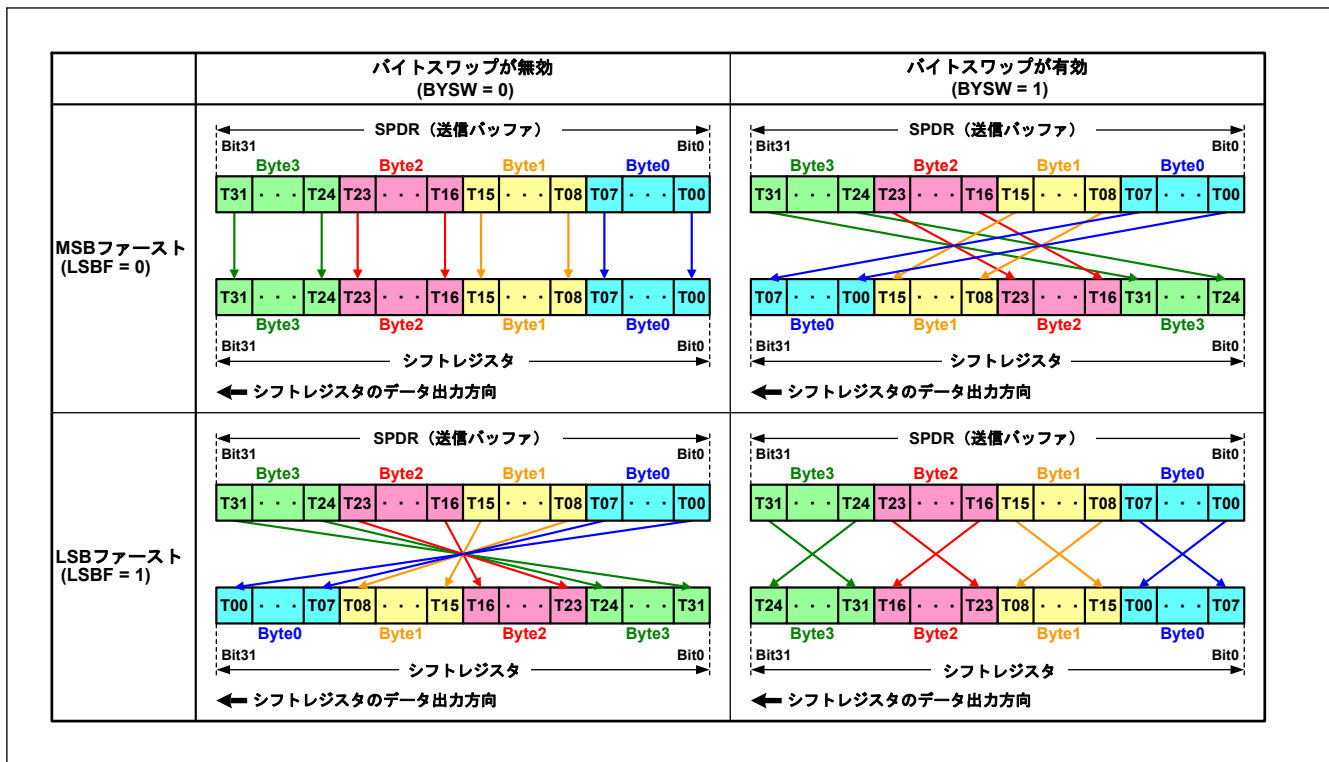 バイトスワップが無効
(BYSW = 0)
バイトスワップが有効
(BYSW = 1)
MSBファースト
(LSBF = 0)
SPDR（送信バッファ）
Bit31 Bit0
Byte3 Byte2 Byte1 Byte0
T31 ・・・ T24 T23 ・・・ T16 T15 ・・・ T08 T07 ・・・ T00
T31 ・・・ T24 T23 ・・・ T16 T15 ・・・ T08 T07 ・・・ T00
Byte3 Byte2 Byte1 Byte0
Bit31 Bit0
シフトレジスタ
シフトレジスタのデータ出力方向
SPDR（送信バッファ）
Bit31 Bit0
Byte3 Byte2 Byte1 Byte0
T31 ・・・ T24 T23 ・・・ T16 T15 ・・・ T08 T07 ・・・ T00
T07 ・・・ T00 T15 ・・・ T08 T23 ・・・ T16 T31 ・・・ T24
Byte0 Byte1 Byte2 Byte3
Bit31 Bit0
シフトレジスタ
シフトレジスタのデータ出力方向
LSBファースト
(LSBF = 1)
SPDR（送信バッファ）
Bit31 Bit0
Byte3 Byte2 Byte1 Byte0
T31 ・・・ T24 T23 ・・・ T16 T15 ・・・ T08 T07 ・・・ T00
T00 ・・・ T07 T08 ・・・ T15 T16 ・・・ T23 T24 ・・・ T31
Byte0 Byte1 Byte2 Byte3
Bit31 Bit0
シフトレジスタ
シフトレジスタのデータ出力方向
SPDR（送信バッファ）
Bit31 Bit0
Byte3 Byte2 Byte1 Byte0
T31 ・・・ T24 T23 ・・・ T16 T15 ・・・ T08 T07 ・・・ T00
T24 ・・・ T31 T16 ・・・ T23 T08 ・・・ T15 T00 ・・・ T07
Byte3 Byte2 Byte1 Byte0
Bit31 Bit0
シフトレジスタ
シフトレジスタのデータ出力方向